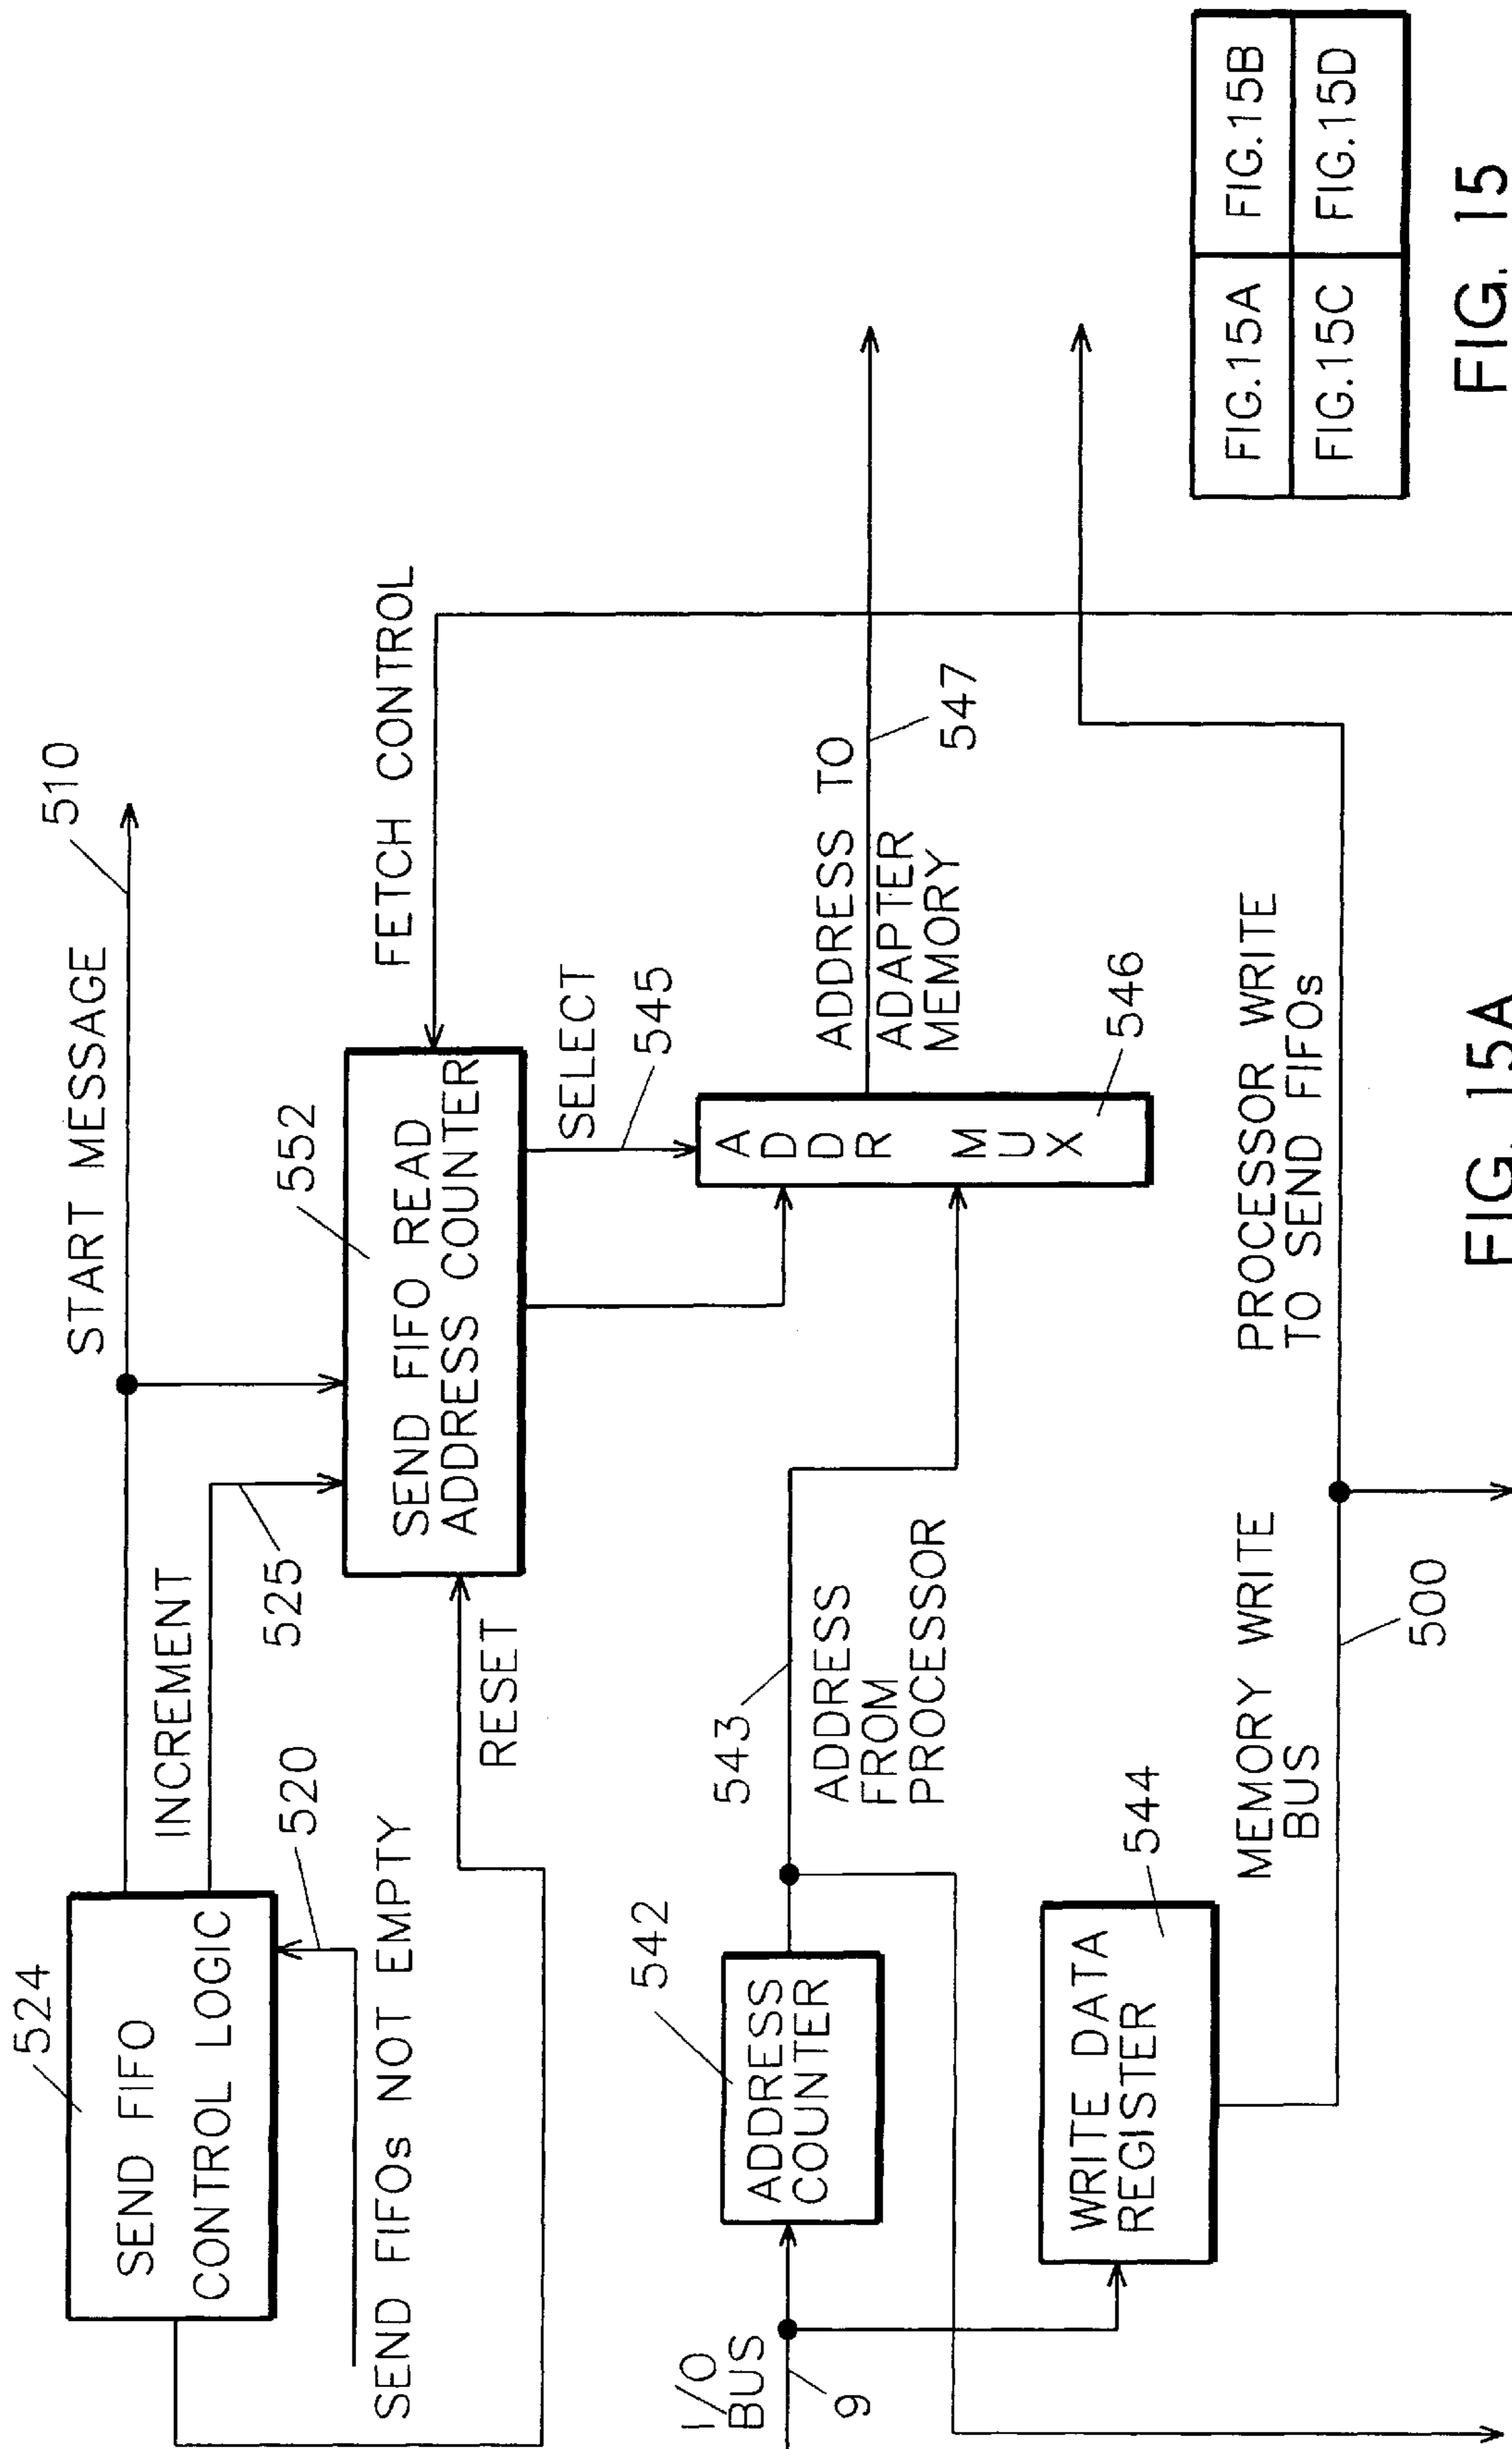 524
SEND FIFO
CONTROL LOGIC
START MESSAGE
510
INCREMENT
525
520
SEND FIFOs NOT EMPTY
RESET
552
SEND FIFO READ
ADDRESS COUNTER
FETCH CONTROL
SELECT
545
I/O
BUS
9
542
ADDRESS
COUNTER
543
ADDRESS
FROM
PROCESSOR
A
D
D
R
M
U
X
546
ADDRESS TO
ADAPTER
MEMORY
547
544
WRITE DATA
REGISTER
MEMORY WRITE
BUS
500
PROCESSOR WRITE
TO SEND FIFOs
FIG. 15A
FIG.15A FIG.15B
FIG.15C FIG.15D
FIG. 15